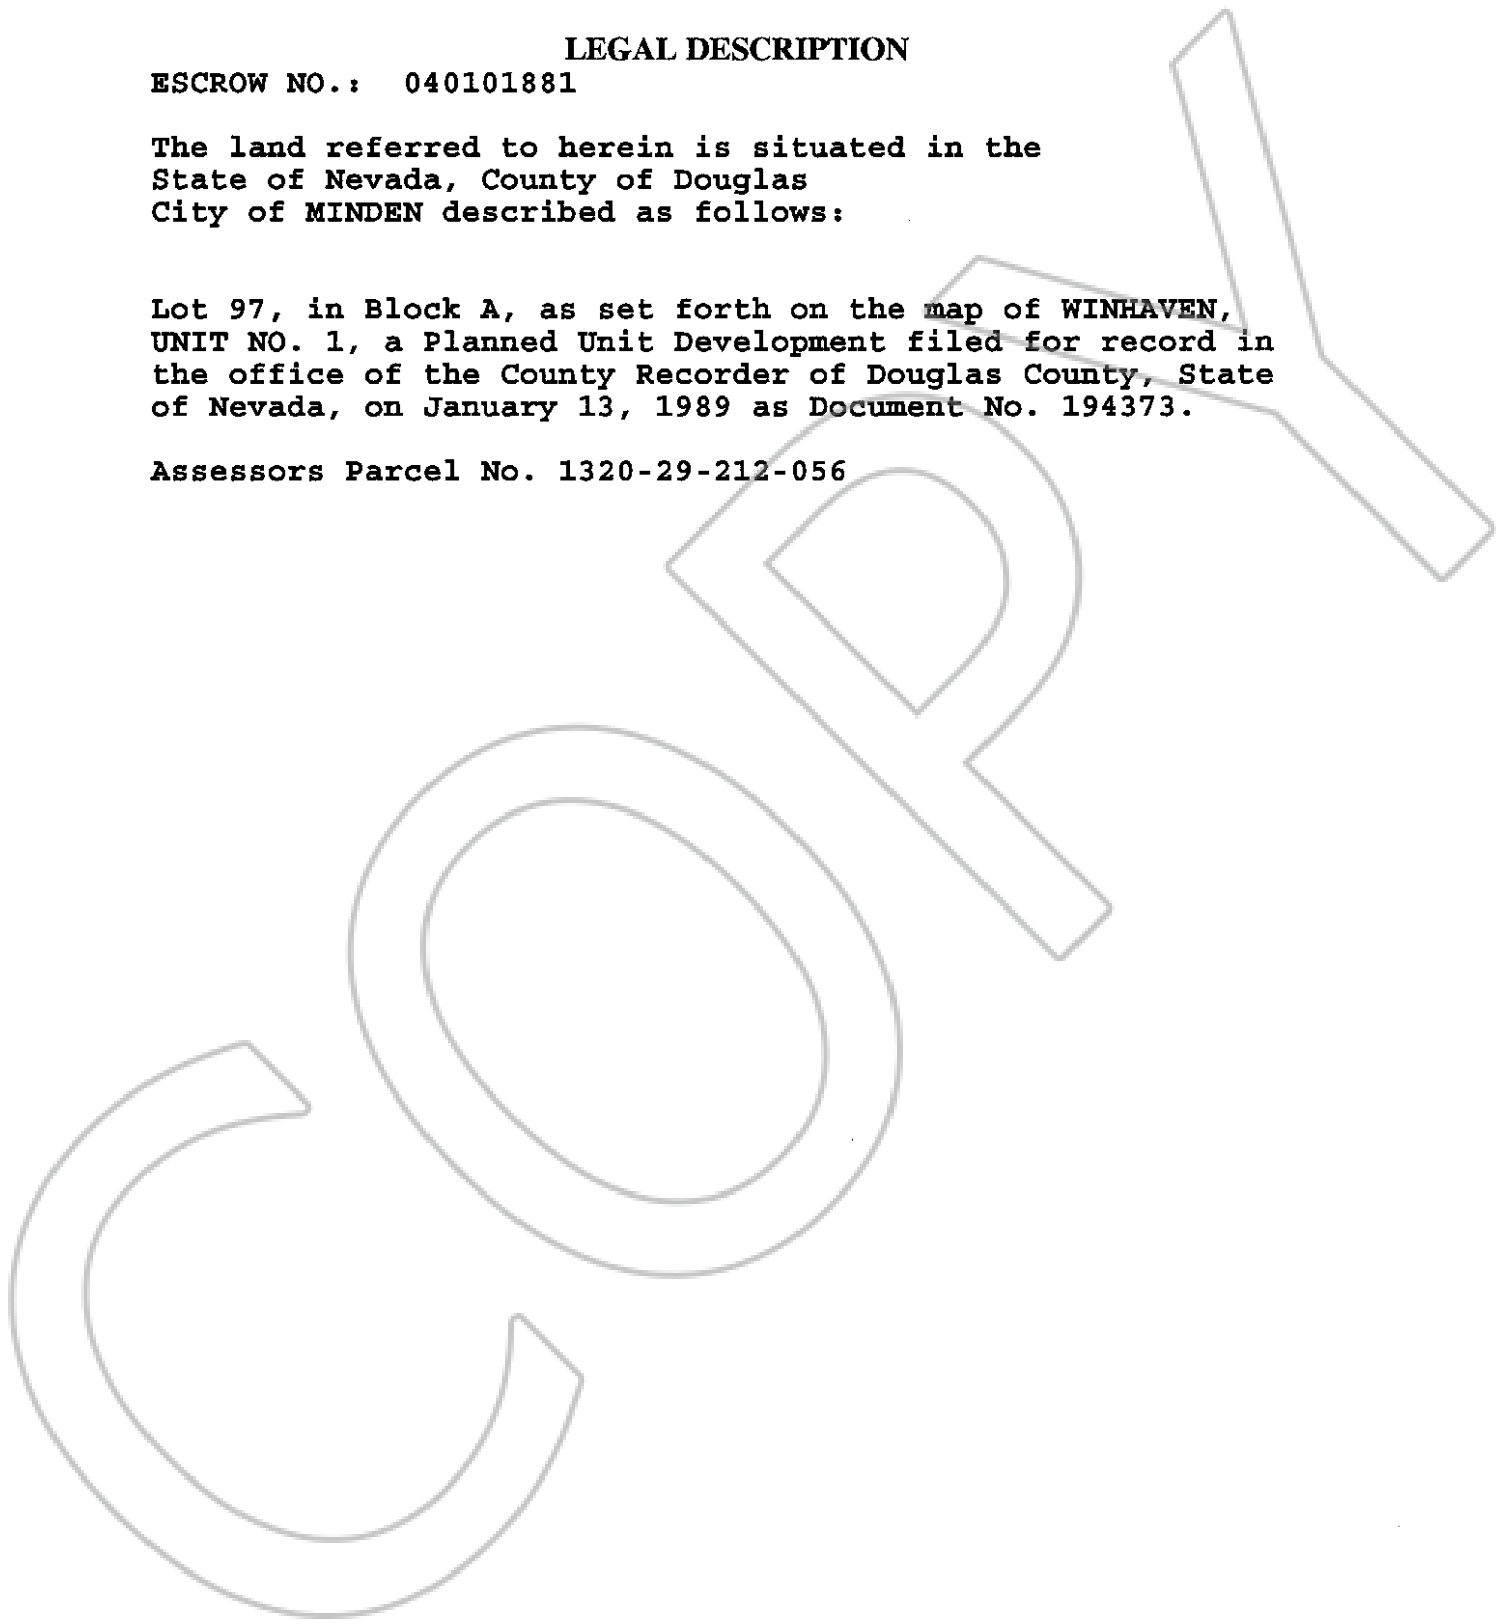 LEGAL DESCRIPTION
ESCROW NO.: 040101881
The land referred to herein is situated in the
State of Nevada, County of Douglas
City of MINDEN described as follows:
Lot 97, in Block A, as set forth on the map of WINHAVEN,
UNIT NO. 1, a Planned Unit Development filed for record in
the office of the County Recorder of Douglas County, State
of Nevada, on January 13, 1989 as Document No. 194373.
Assessors Parcel No. 1320-29-212-056
COPY